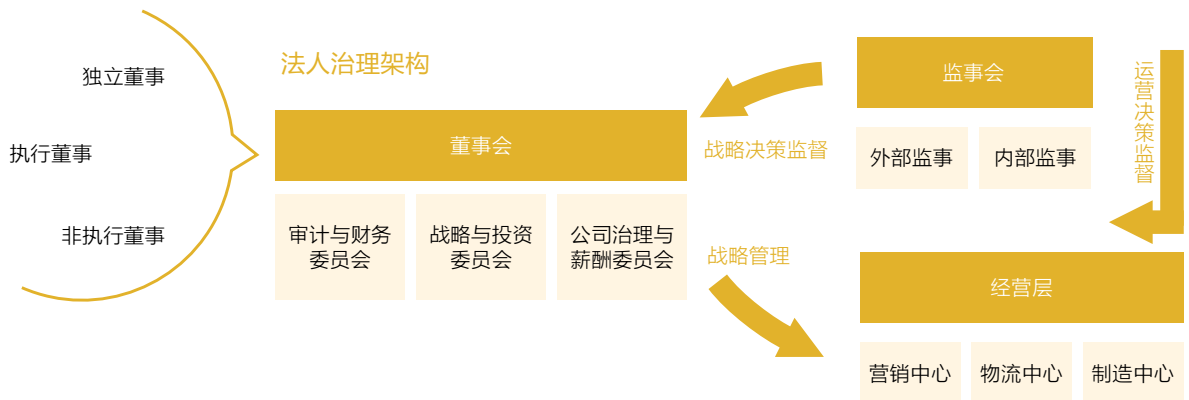 独立董事
执行董事
非执行董事
法人治理架构
董事会
审计与财务
委员会
战略与投资
委员会
公司治理与
薪酬委员会
战略决策监督
战略管理
监事会
外部监事
内部监事
运营决策监督
经营层
营销中心
物流中心
制造中心